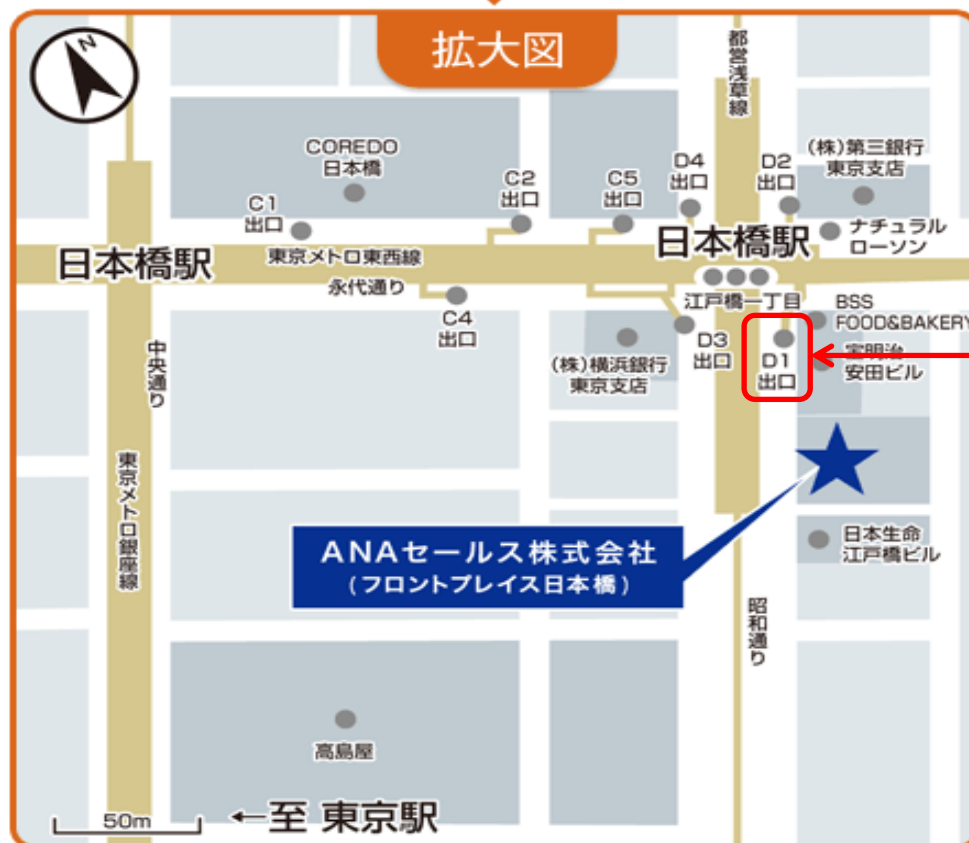 拡大図
N
都営浅草線
COREDO
日本橋
C1
出口
C2
出口
C5
出口
D4
出口
D2
出口
(株)第三銀行
東京支店
ナチュラル
ローソン
日本橋駅
東京メトロ東西線
永代通り
日本橋駅
江戸橋一丁目
C4
出口
D3
出口
D1
出口
BSS
FOOD&BAKERY
安田ビル
(株)横浜銀行
東京支店
中央通り
東京メトロ銀座線
ANAセールス株式会社
(フロントプレイス日本橋)
日本生命
江戸橋ビル
昭和通り
高島屋
50m
←至 東京駅